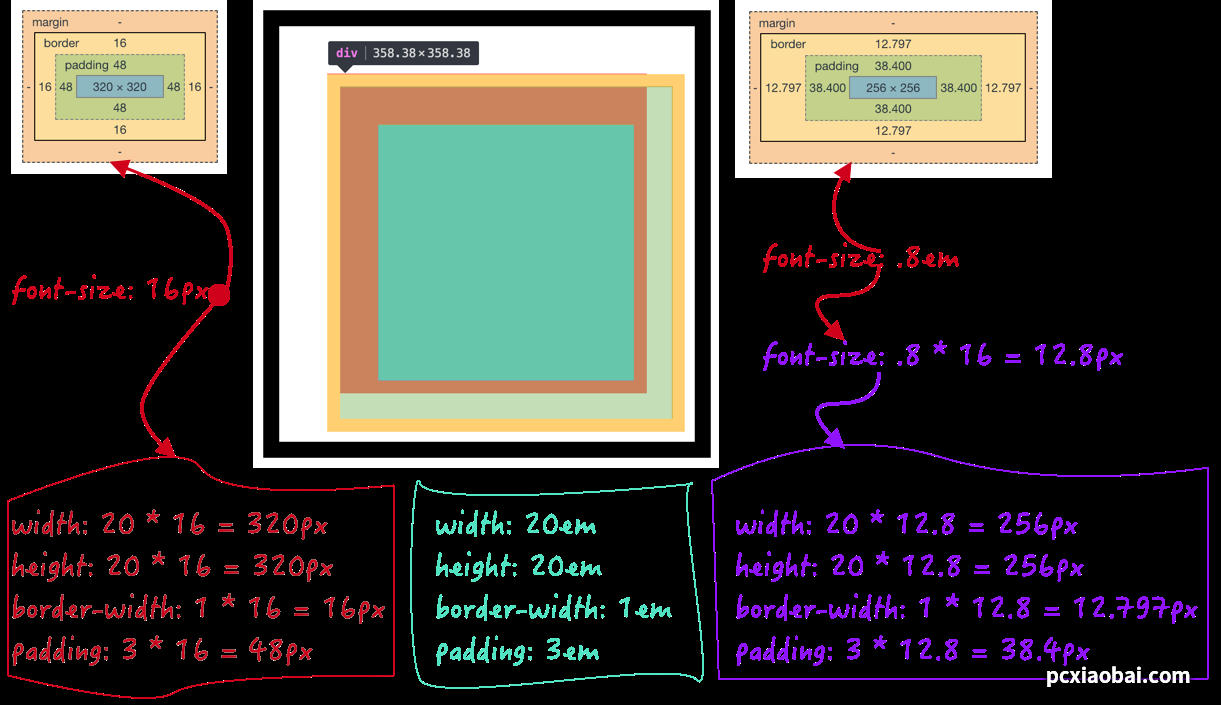 margin -
border 16
padding 48
- 16 48 320 × 320 48 16 -
48
16
-
div 358.38×358.38
margin -
border 12.797
padding 38.400
- 12.797 38.400 256 × 256 38.400 12.797 -
38.400
12.797
-
font-size: 16px
font-size: .8em
font-size: .8 * 16 = 12.8px
width: 20 * 16 = 320px
height: 20 * 16 = 320px
border-width: 1 * 16 = 16px
padding: 3 * 16 = 48px
width: 20em
height: 20em
border-width: 1em
padding: 3em
width: 20 * 12.8 = 256px
height: 20 * 12.8 = 256px
border-width: 1 * 12.8 = 12.797px
padding: 3 * 12.8 = 38.4px
pcxiaobai.com